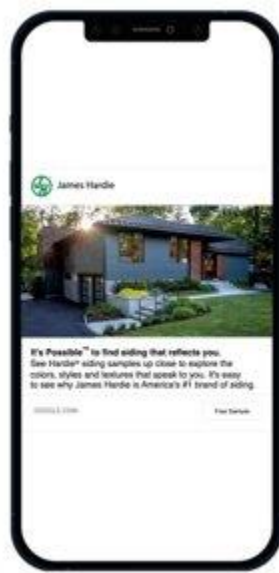 James Hardie
It's Possible™ to find siding that reflects you.
See Hardie® siding samples up close to explore the
colors, styles and textures that speak to you. It's easy
to see why James Hardie is America's #1 brand of siding.
GOOGLE.COM
Free Sample